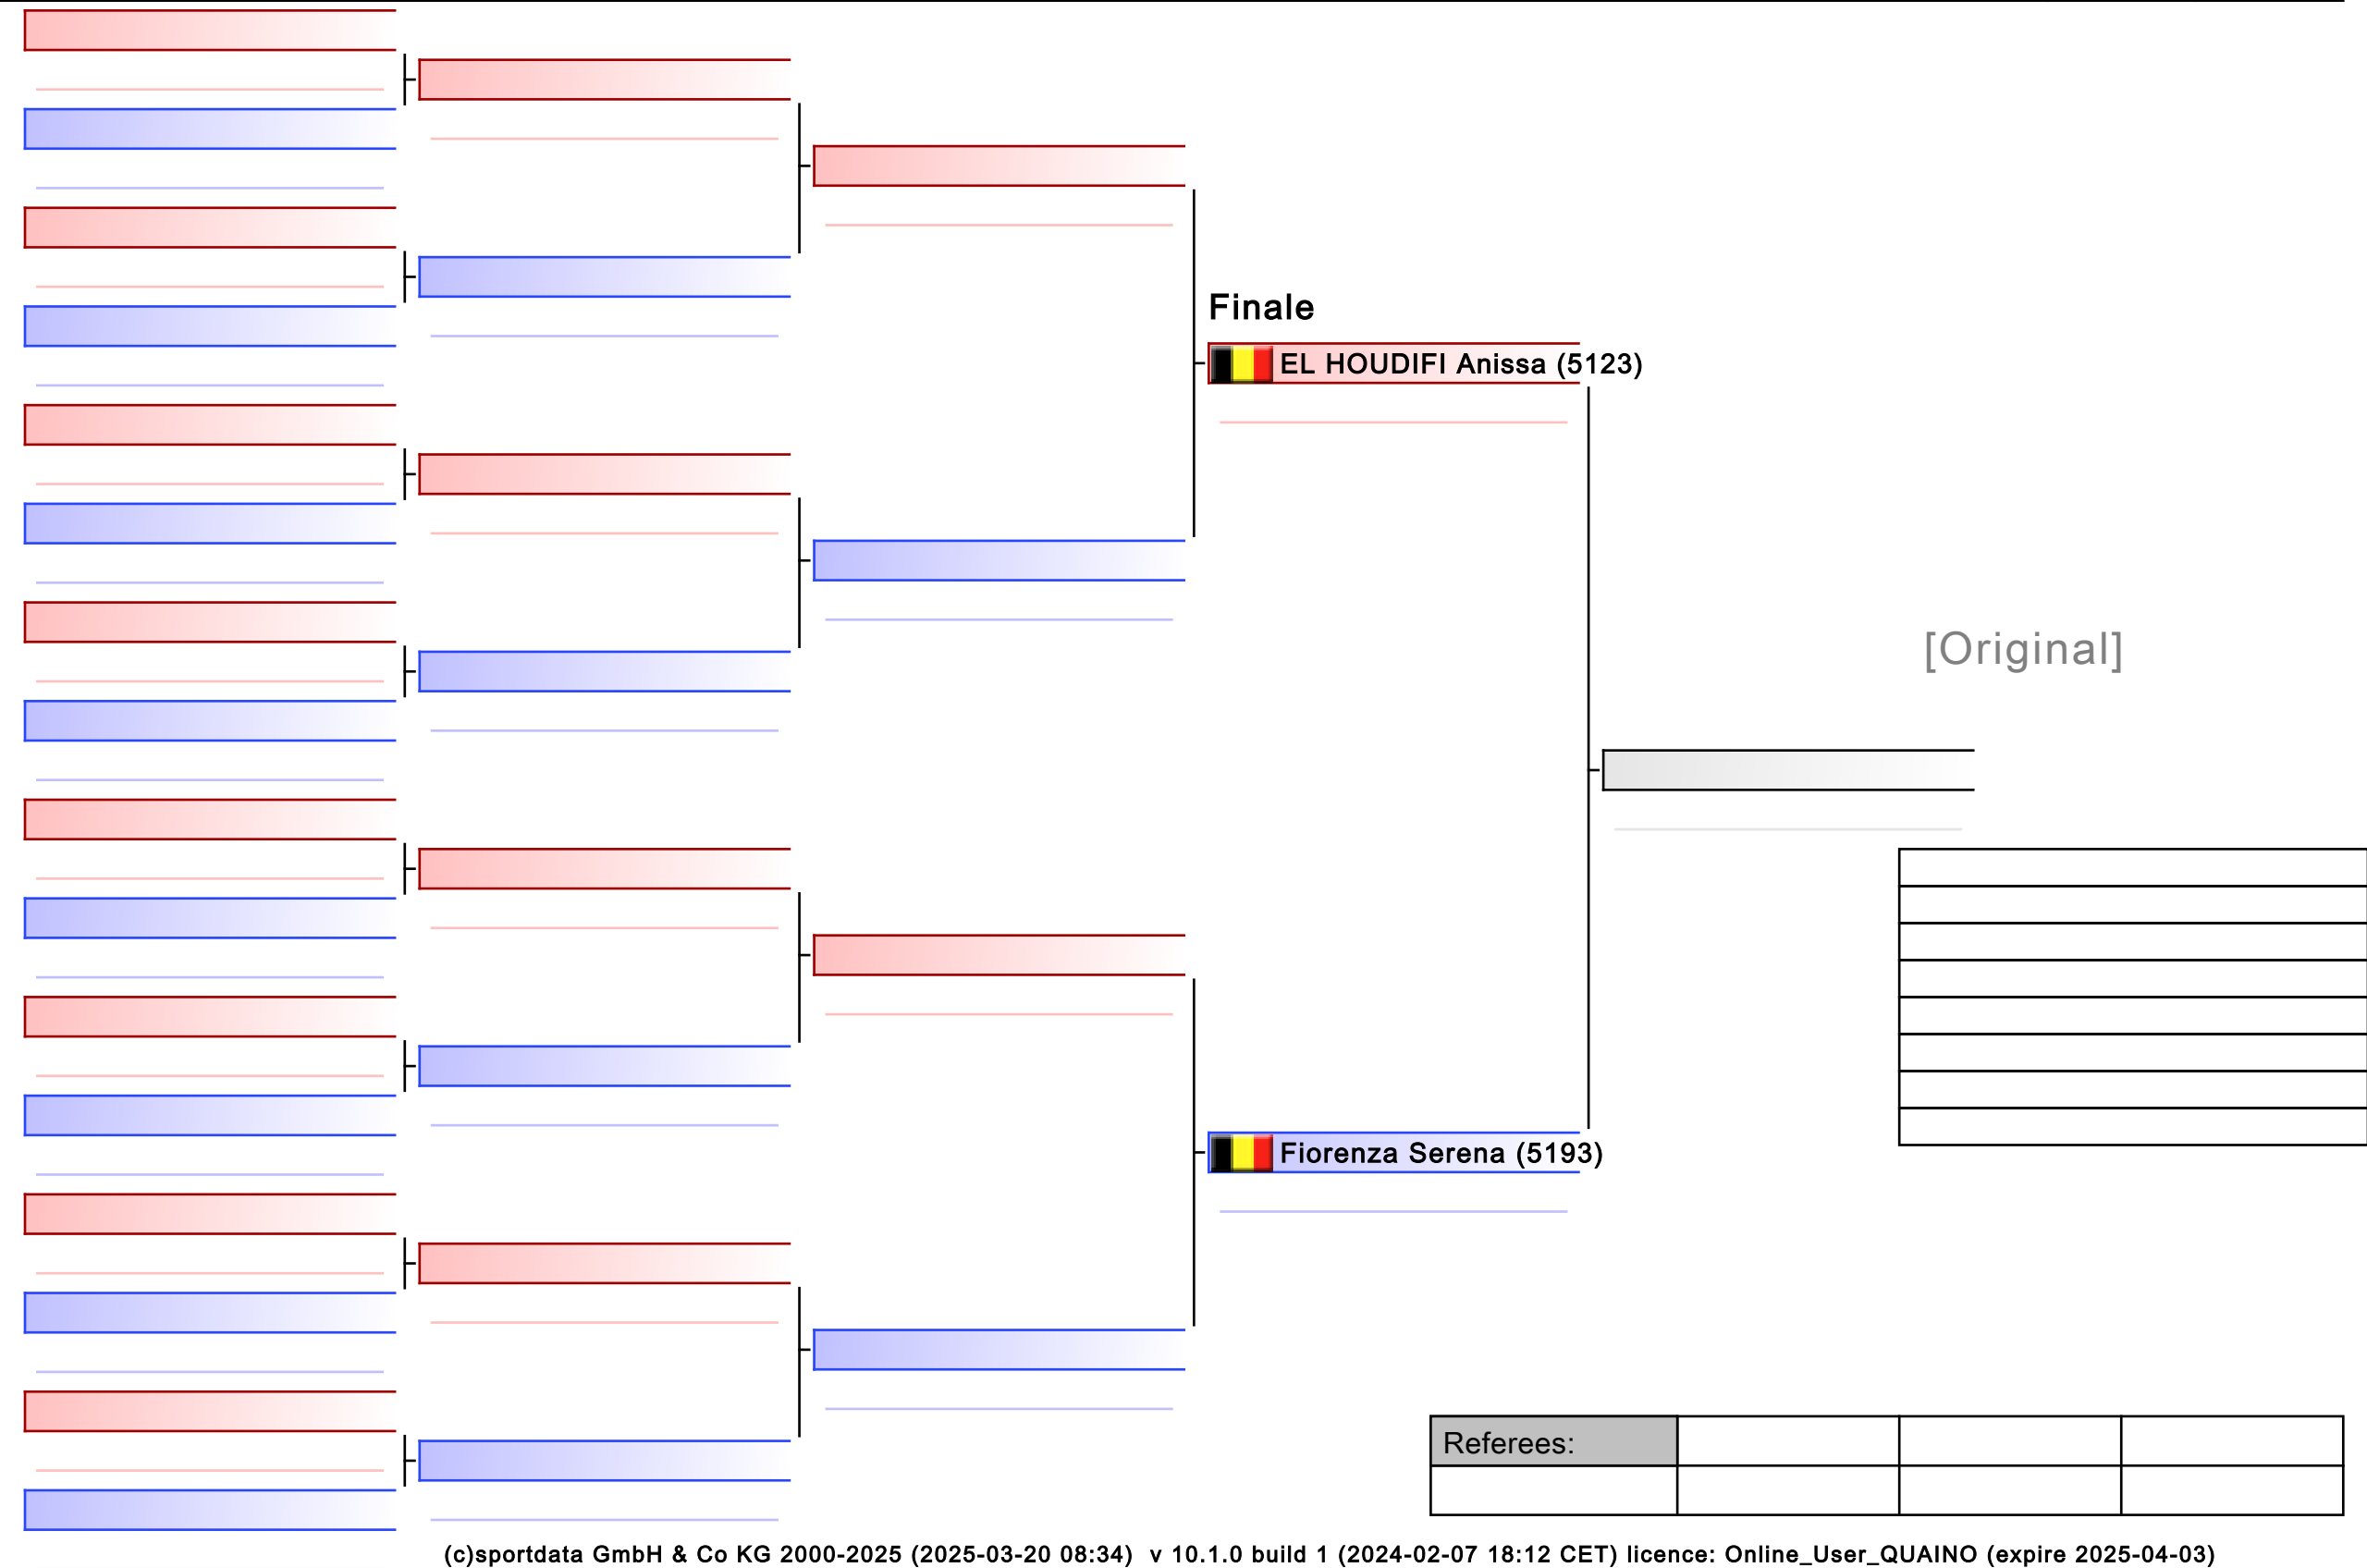 Finale
EL HOUDIFI Anissa (5123)
[Original]
Fiorenza Serena (5193)
Referees:
(c)sportdata GmbH & Co KG 2000-2025 (2025-03-20 08:34)  v 10.1.0 build 1 (2024-02-07 18:12 CET) licence: Online_User_QUAINO (expire 2025-04-03)